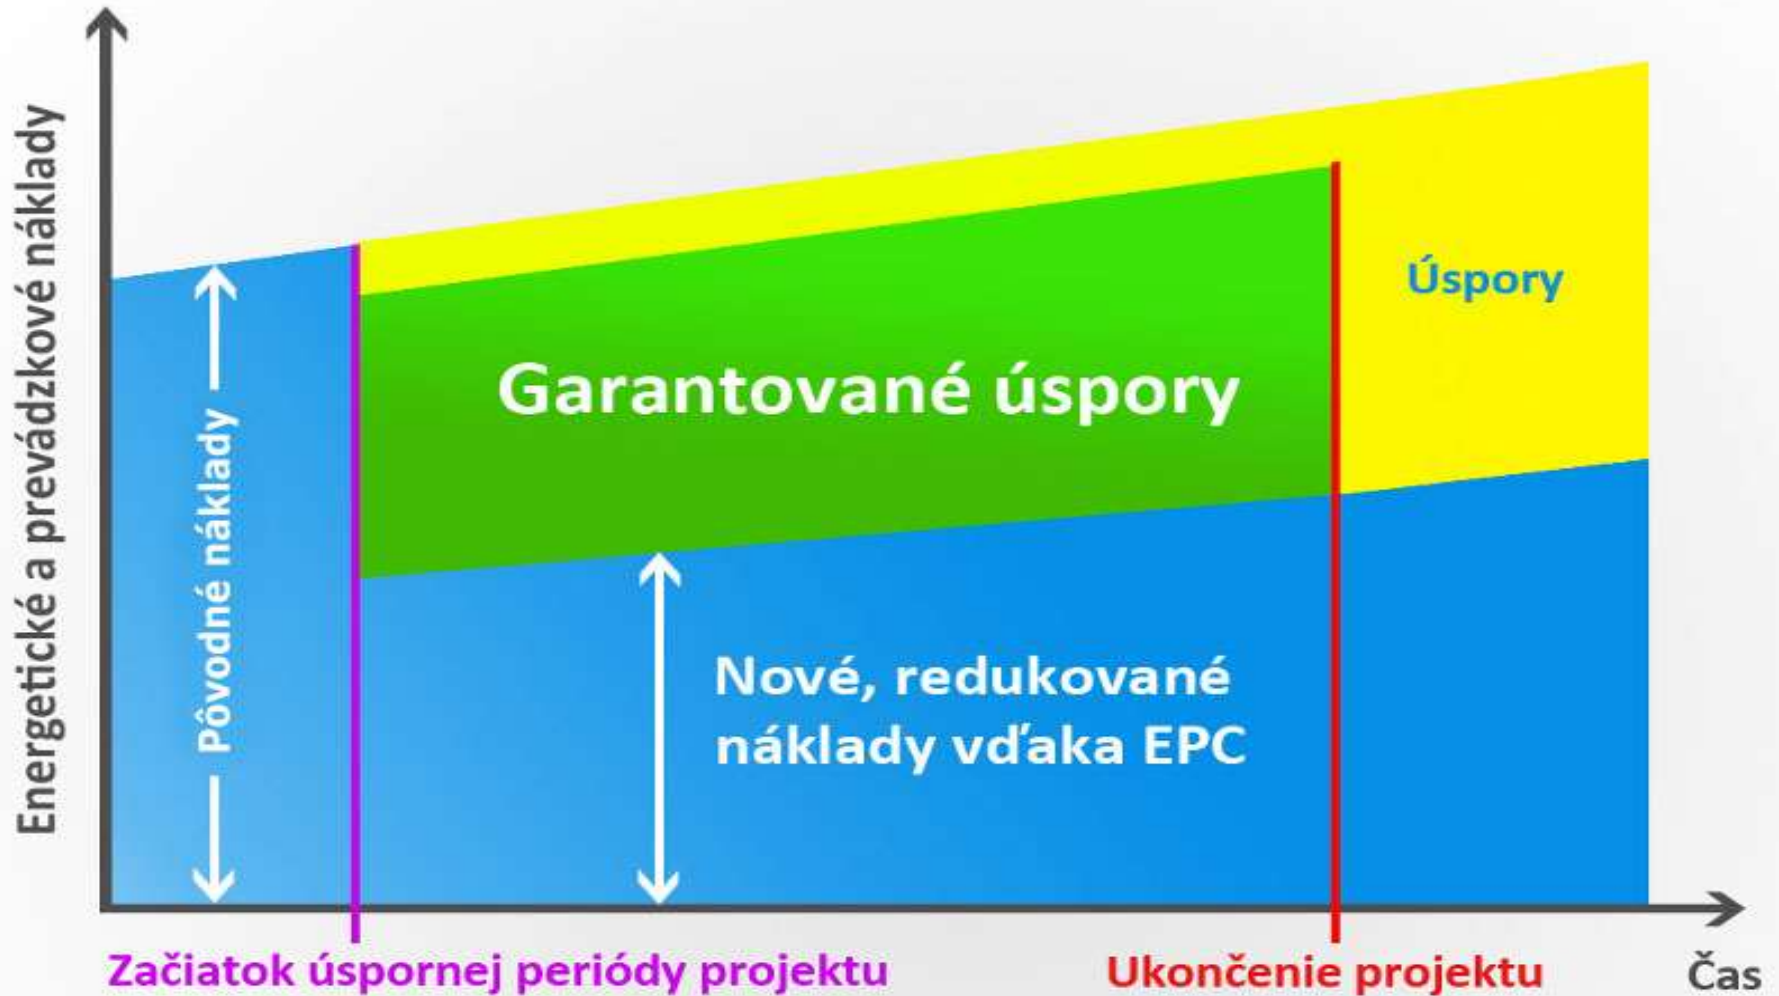 Energetické a prevádzkové náklady
Pôvodné náklady
Garantované úspory
Úspory
Nové, redukované
náklady vďaka EPC
Začiatok úspornej periódy projektu
Ukončenie projektu
Čas